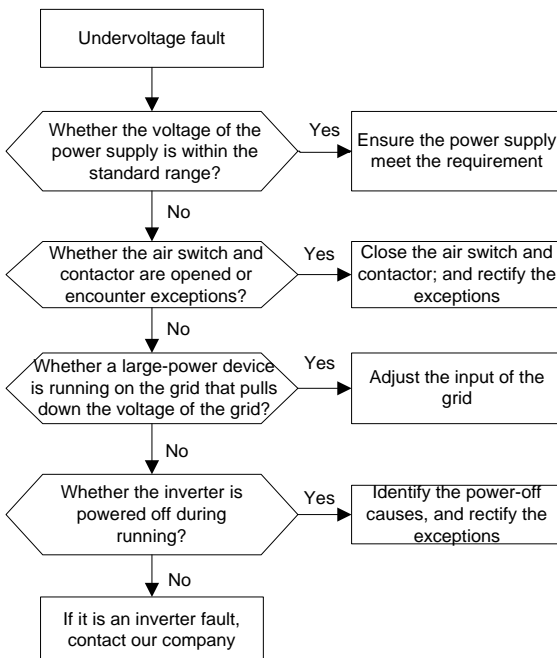 Undervoltage fault
Whether the voltage of the
power supply is within the
standard range?
Yes
Ensure the power supply
meet the requirement
No
Whether the air switch and
contactor are opened or
encounter exceptions?
Yes
Close the air switch and
contactor; and rectify the
exceptions
No
Whether a large-power device
is running on the grid that pulls
down the voltage of the grid?
Yes
Adjust the input of the
grid
No
Whether the inverter is
powered off during
running?
Yes
Identify the power-off
causes, and rectify the
exceptions
No
If it is an inverter fault,
contact our company